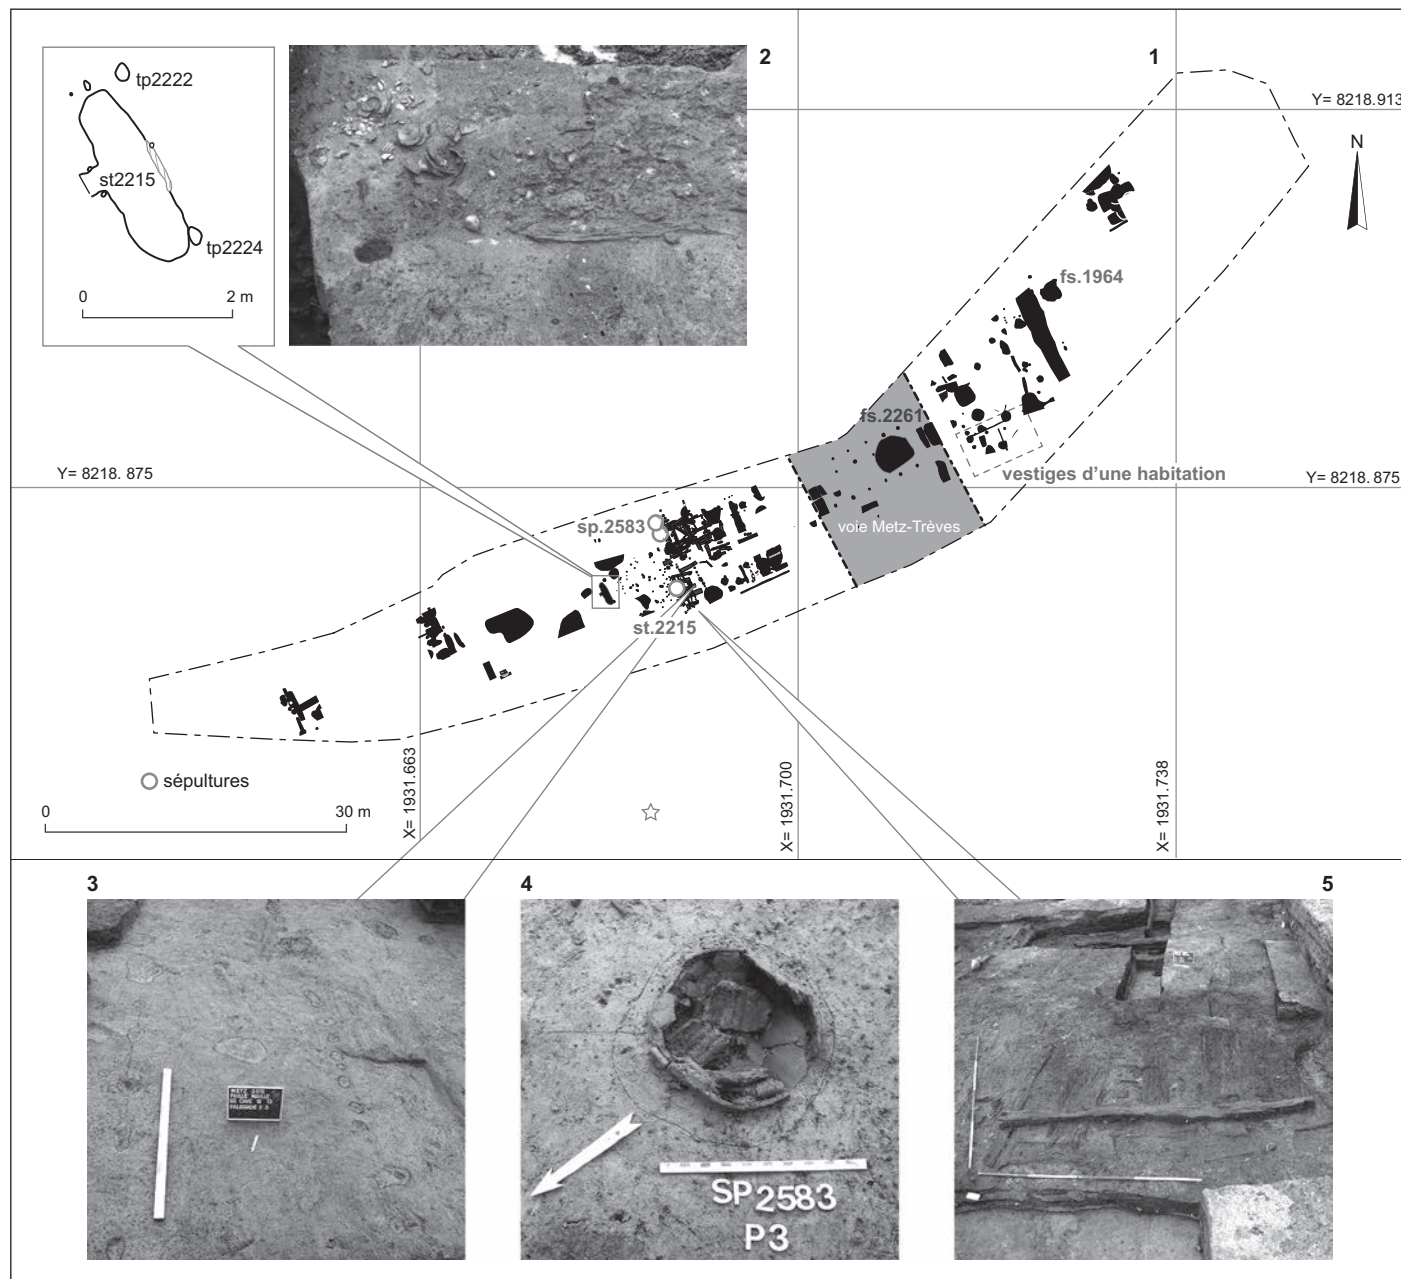 2
1
tp2222
st2215
tp2224
0 2 m
Y= 8218.913
N
fs.1964
fs.2261
vestiges d'une habitation
Y= 8218. 875
Y= 8218. 875
voie Metz-Trèves
sp.2583
st.2215
sépultures
0 30 m
X= 1931.663
X= 1931.700
X= 1931.738
3
4
5
SP2583
P3